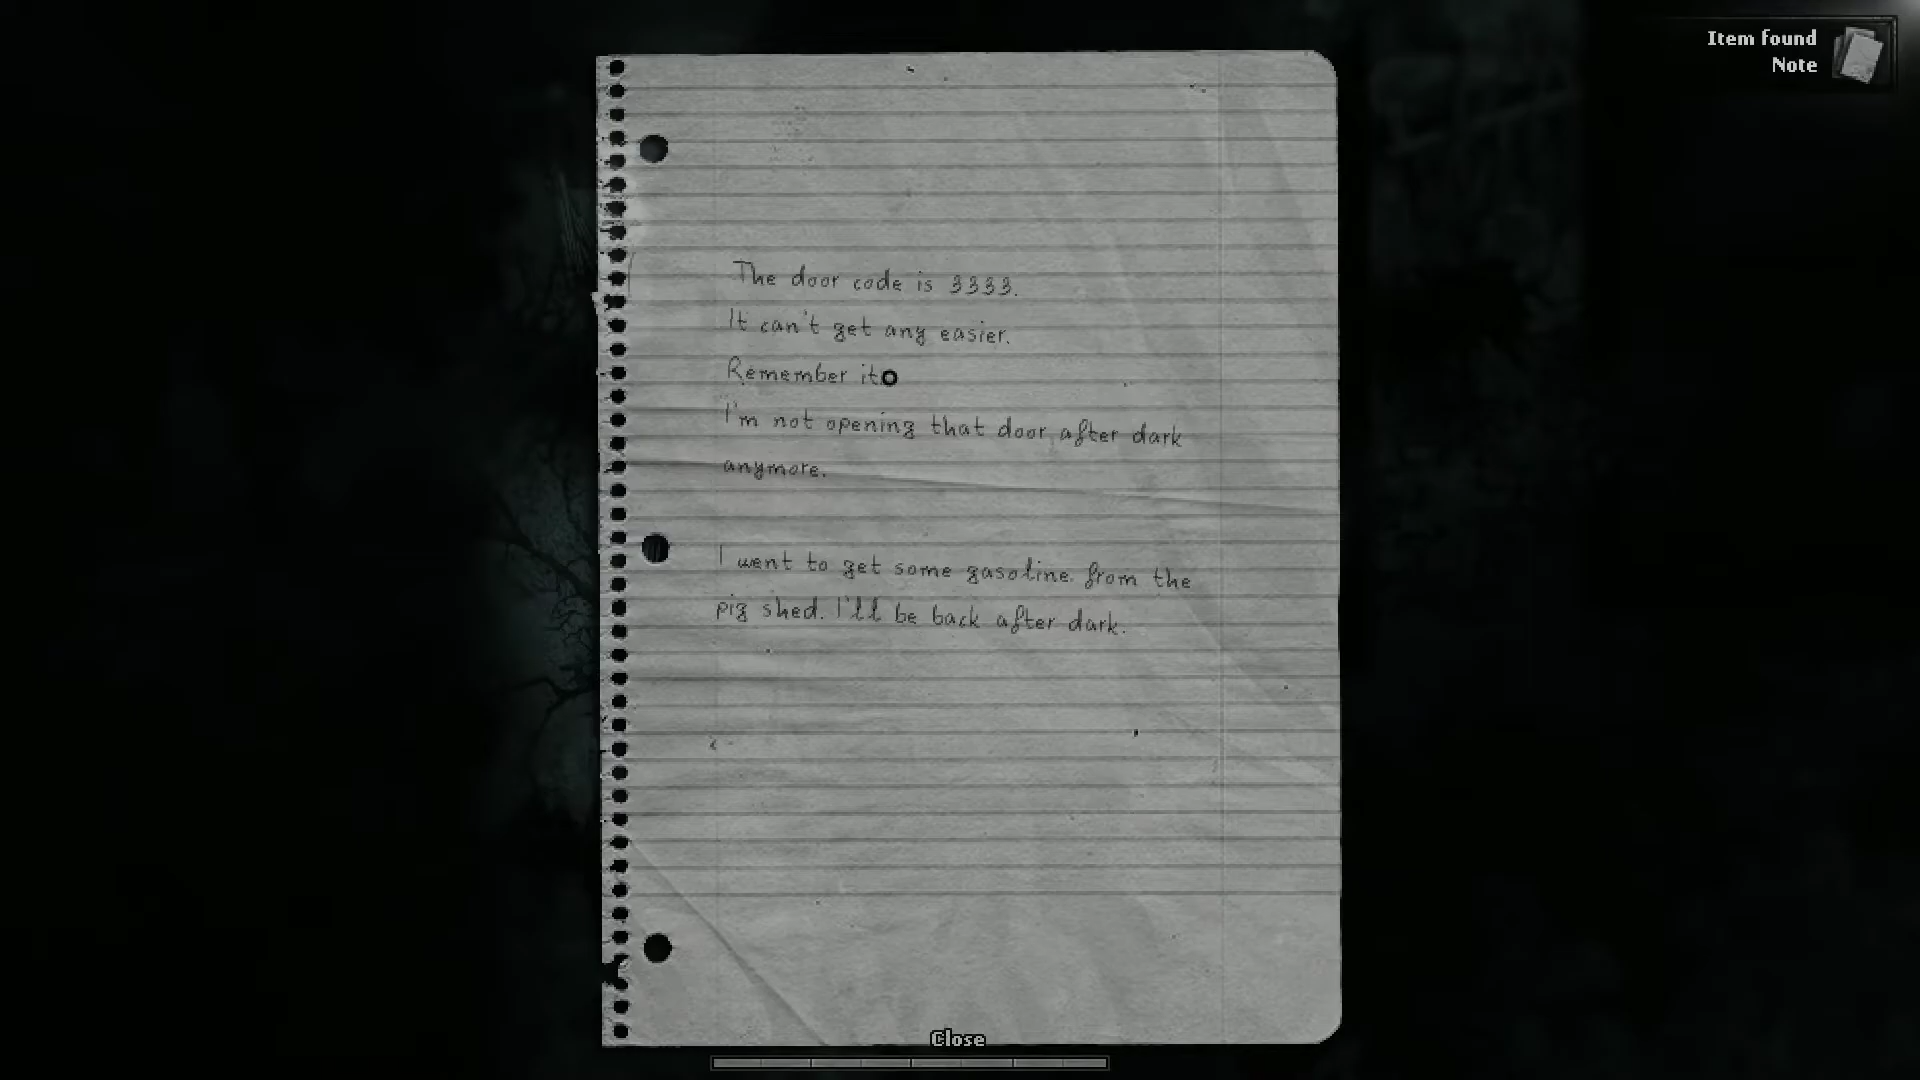 Item found
Note
The door code is 3333.
It can't get any easier.
Remember it
I'm not opening that door after dark
anymore.
I went to get some gasoline from the
pig shed. I'll be back after dark.
Close